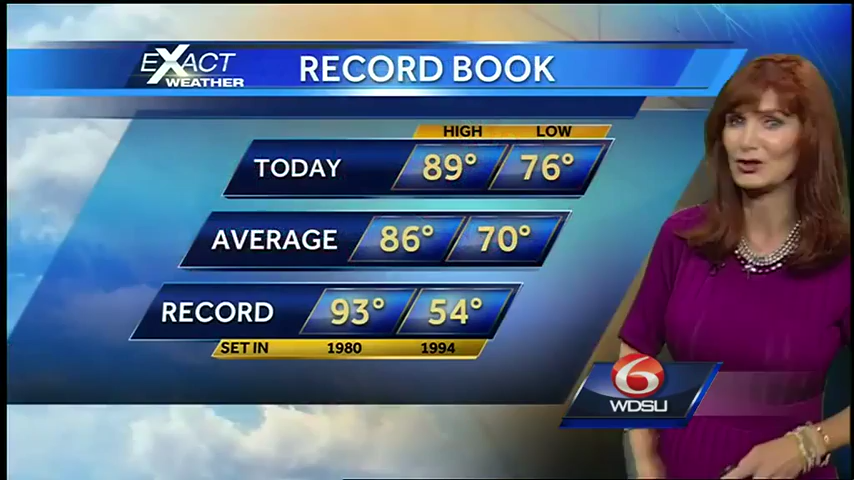 EXACT
WEATHER
RECORD BOOK
HIGH LOW
TODAY 89° 76°
AVERAGE 86° 70°
RECORD 93° 54°
SET IN 1980 1994
6
WDSU